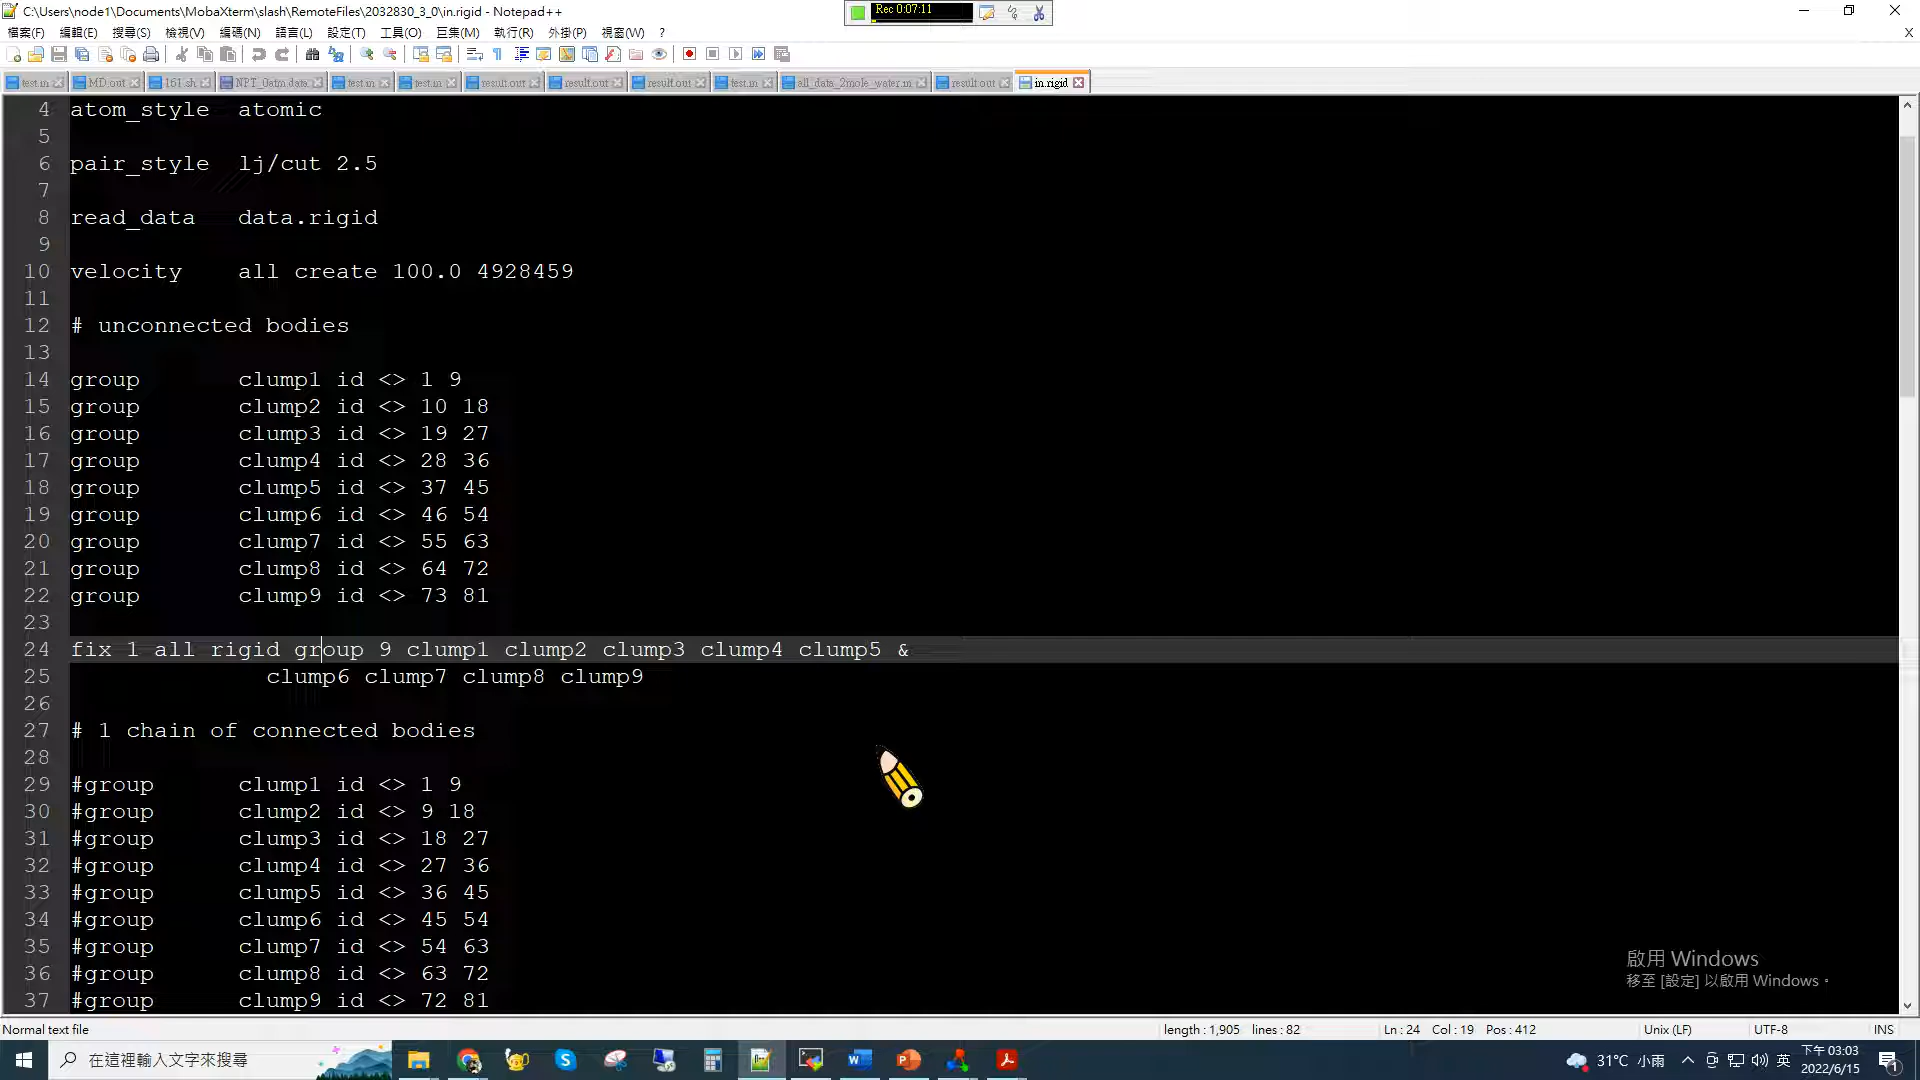 C:\Users\node1\Documents\MobaXterm\slash\RemoteFiles\2032830_3_0\in.rigid - Notepad++
Rec 0:07:11
檔案(F) 編輯(E) 搜尋(S) 檢視(V) 編碼(N) 語言(L) 設定(T) 工具(O) 巨集(M) 執行(R) 外掛(P) 視窗(W) ? X
test.in MD.out 161.sh NPT_0atm.data test.in test.in result.out result.out result.out test.in all_data_2mole_water.in result.out in.rigid
4 atom_style atomic
5
6 pair_style lj/cut 2.5
7
8 read_data data.rigid
9
10 velocity all create 100.0 4928459
11
12 # unconnected bodies
13
14 group clump1 id <> 1 9
15 group clump2 id <> 10 18
16 group clump3 id <> 19 27
17 group clump4 id <> 28 36
18 group clump5 id <> 37 45
19 group clump6 id <> 46 54
20 group clump7 id <> 55 63
21 group clump8 id <> 64 72
22 group clump9 id <> 73 81
23
24 fix 1 all rigid group 9 clump1 clump2 clump3 clump4 clump5 &
25 clump6 clump7 clump8 clump9
26
27 # 1 chain of connected bodies
28
29 #group clump1 id <> 1 9
30 #group clump2 id <> 9 18
31 #group clump3 id <> 18 27
32 #group clump4 id <> 27 36
33 #group clump5 id <> 36 45
34 #group clump6 id <> 45 54
35 #group clump7 id <> 54 63
36 #group clump8 id <> 63 72
37 #group clump9 id <> 72 81
啟用 Windows
移至 [設定] 以啟用 Windows。
Normal text file length : 1,905 lines : 82 Ln : 24 Col : 19 Pos : 412 Unix (LF) UTF-8 INS
在這裡輸入文字來搜尋
31°C 小雨 英 下午 03:03
2022/6/15 1